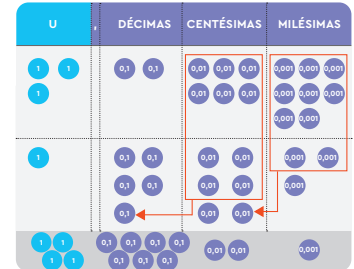 U , DÉCIMAS CENTÉSIMAS MILÉSIMAS
1 1 0,1 0,1 0,01 0,01 0,01 0,001 0,001 0,001
1 0,01 0,01 0,01 0,001 0,001 0,001
0,001 0,001
1 0,1 0,1 0,01 0,01 0,001 0,001
0,1 0,1 0,01 0,01 0,001
0,1 0,01 0,01
1 1 0,1 0,1 0,1 0,1 0,01 0,01 0,001
1 1 0,1 0,1 0,1